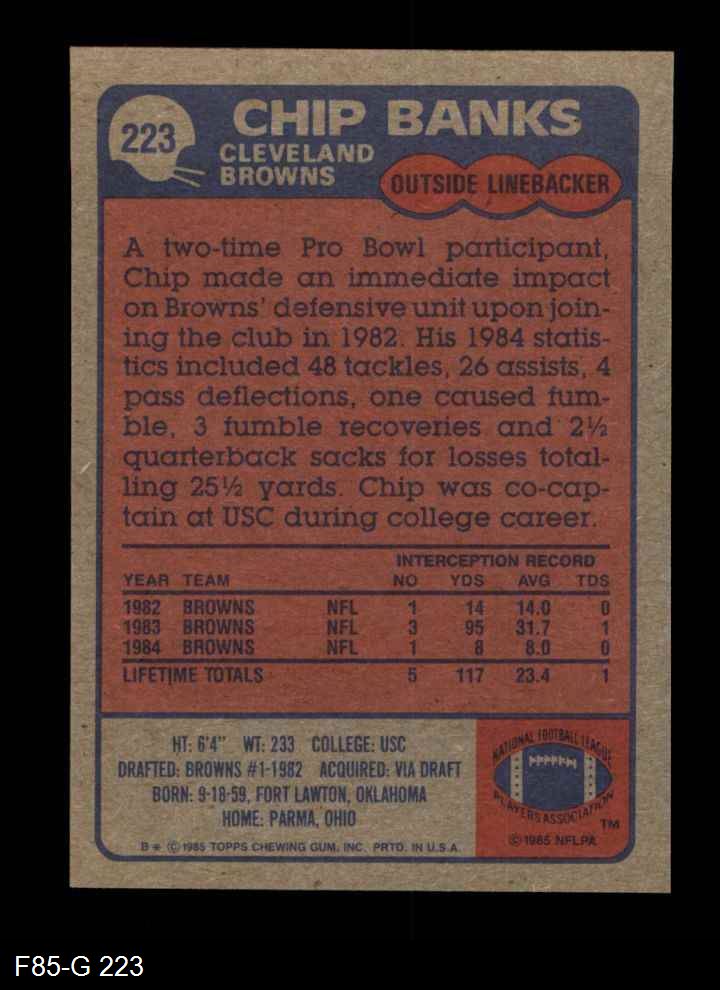 223
CHIP BANKS
CLEVELAND
BROWNS
OUTSIDE LINEBACKER
A two-time Pro Bowl participant,
Chip made an immediate impact
on Browns' defensive unit upon join-
ing the club in 1982. His 1984 statis-
tics included 48 tackles, 26 assists, 4
pass deflections, one caused fum-
ble, 3 fumble recoveries and 2½
quarterback sacks for losses total-
ling 25½ yards. Chip was co-cap-
tain at USC during college career.
INTERCEPTION RECORD
YEAR TEAM NO YDS AVG TDS
1982 BROWNS NFL 1 14 14.0 0
1983 BROWNS NFL 3 95 31.7 1
1984 BROWNS NFL 1 8 8.0 0
LIFETIME TOTALS 5 117 23.4 1
HT: 6'4" WT: 233 COLLEGE: USC
DRAFTED: BROWNS #1-1982 ACQUIRED: VIA DRAFT
BORN: 9-18-59, FORT LAWTON, OKLAHOMA
HOME: PARMA, OHIO
B* © 1985 TOPPS CHEWING GUM, INC. PRTD. IN U.S.A.
NATIONAL FOOTBALL LEAGUE
PLAYERS ASSOCIATION
TM
© 1985 NFLPA
F85-G 223